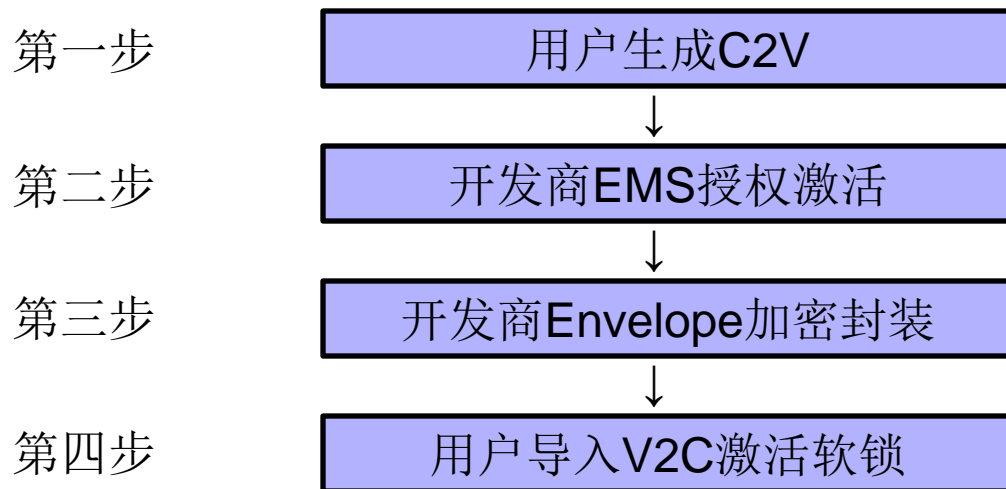 第一步 用户生成C2V
↓
第二步 开发商EMS授权激活
↓
第三步 开发商Envelope加密封装
↓
第四步 用户导入V2C激活软锁